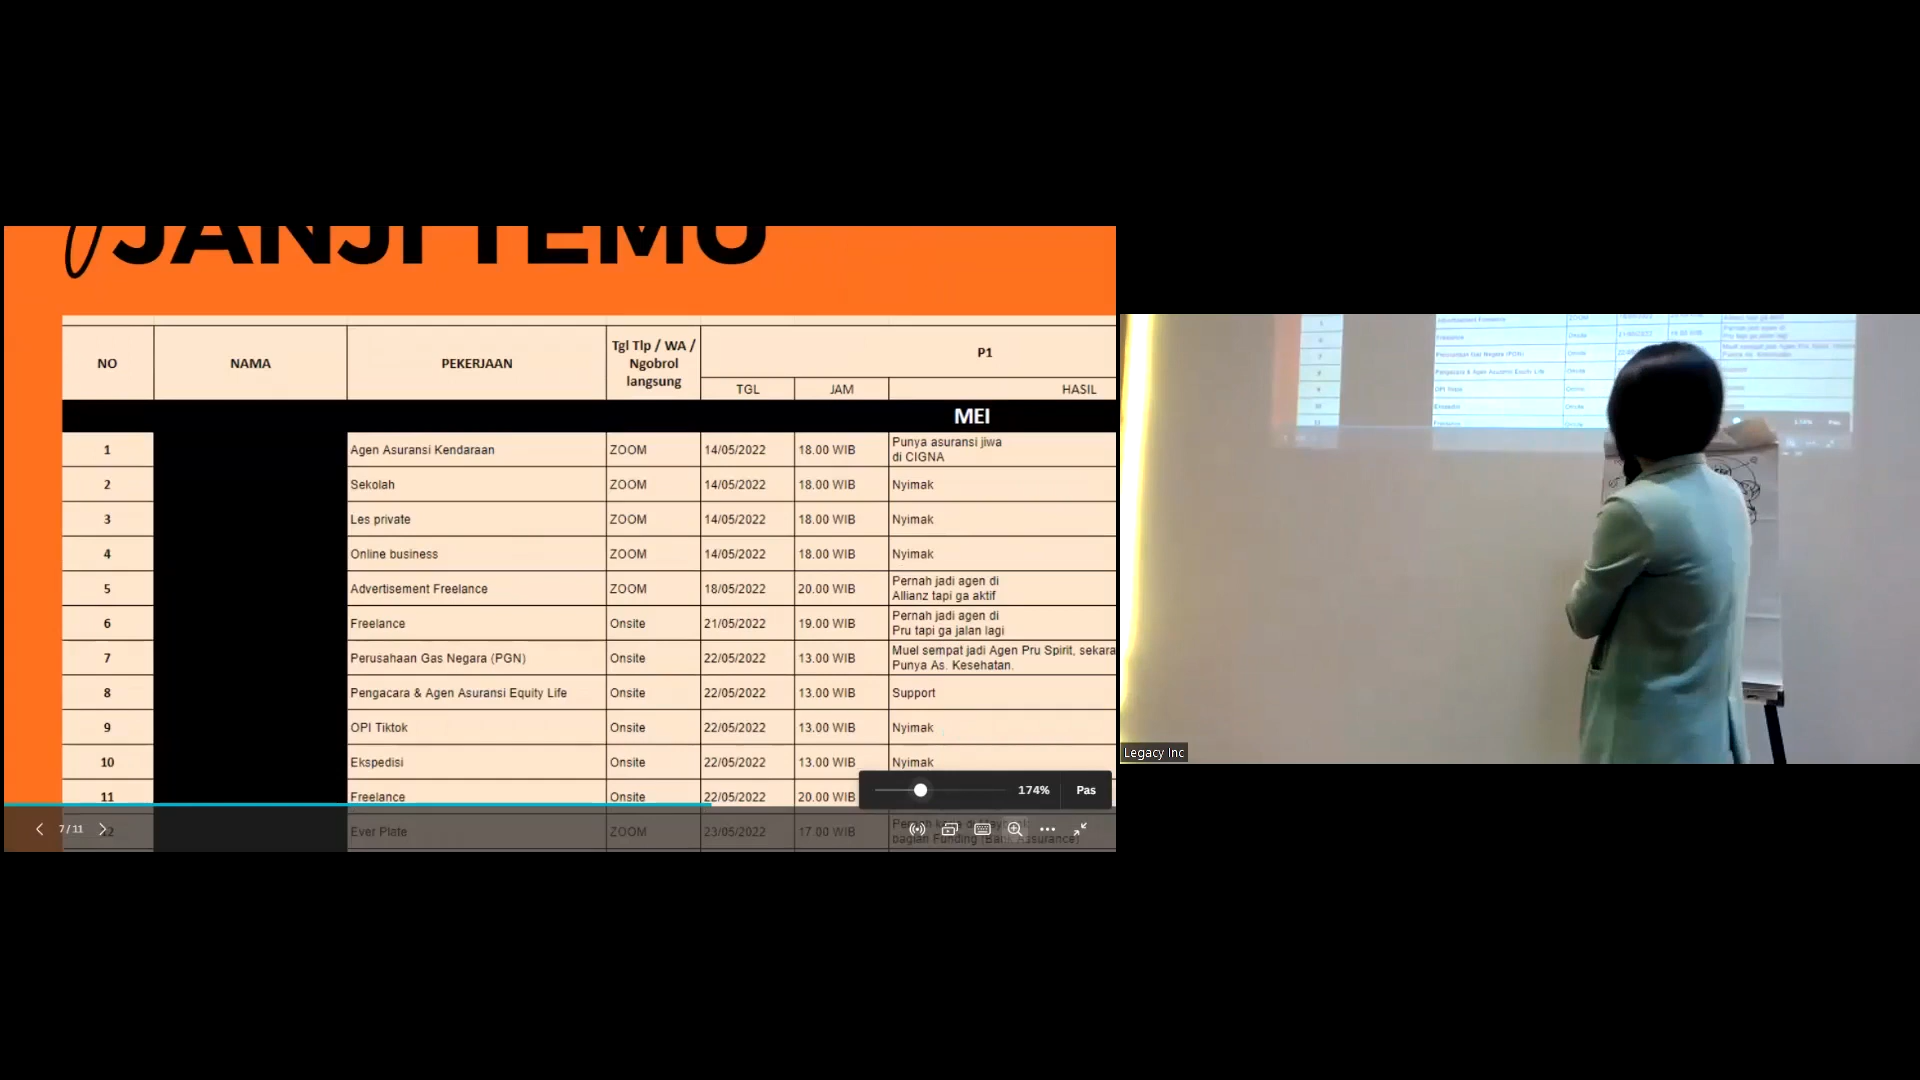 JANJI TEMU
NO NAMA PEKERJAAN Tgl Tlp / WA / Ngobrol langsung P1
TGL JAM HASIL
MEI
1 Agen Asuransi Kendaraan ZOOM 14/05/2022 18.00 WIB Punya asuransi jiwa
di CIGNA
2 Sekolah ZOOM 14/05/2022 18.00 WIB Nyimak
3 Les private ZOOM 14/05/2022 18.00 WIB Nyimak
4 Online business ZOOM 14/05/2022 18.00 WIB Nyimak
5 Advertisement Freelance ZOOM 18/05/2022 20.00 WIB Pernah jadi agen di
Allianz tapi ga aktif
6 Freelance Onsite 21/05/2022 19.00 WIB Pernah jadi agen di
Pru tapi ga jalan lagi
7 Perusahaan Gas Negara (PGN) Onsite 22/05/2022 13.00 WIB Muel sempat jadi Agen Pru Spirit, sekara
Punya As. Kesehatan.
8 Pengacara & Agen Asuransi Equity Life Onsite 22/05/2022 13.00 WIB Support
9 OPI Tiktok Onsite 22/05/2022 13.00 WIB Nyimak
10 Ekspedisi Onsite 22/05/2022 13.00 WIB Nyimak
11 Freelance Onsite 22/05/2022 20.00 WIB
174% Pas
7 / 11
12 Ever Plate ZOOM 23/05/2022 17.00 WIB Pernah
bagian Funding
Legacy Inc